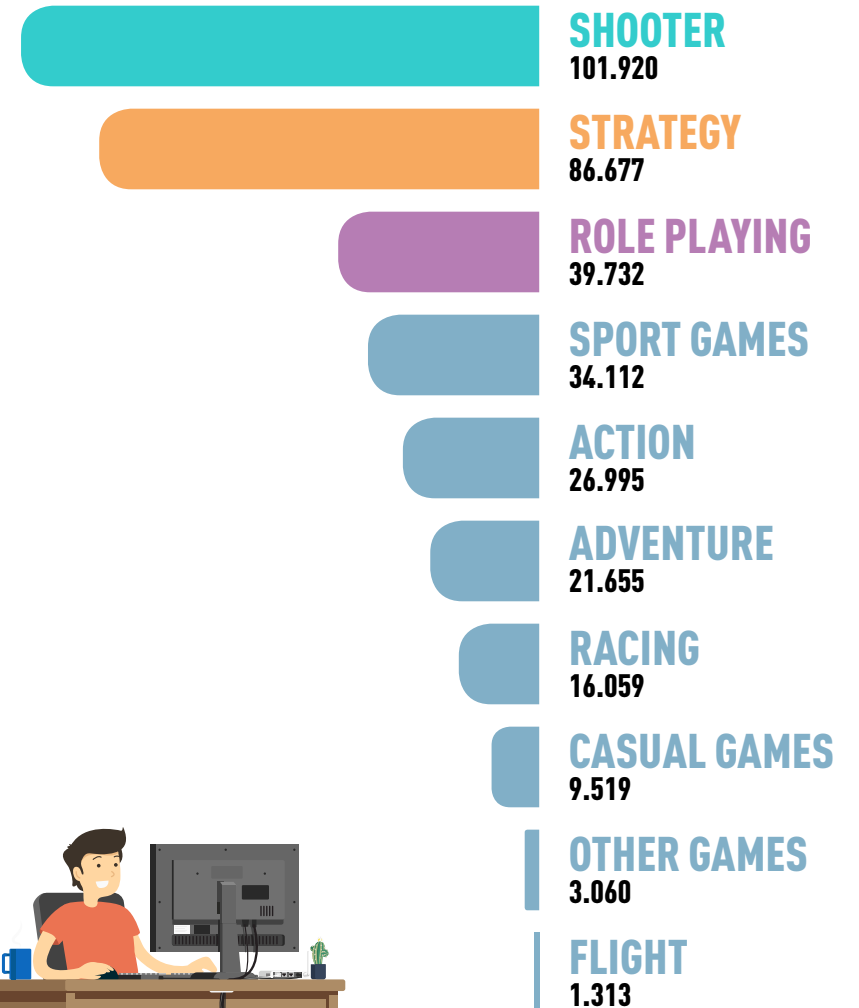 SHOOTER
101.920
STRATEGY
86.677
ROLE PLAYING
39.732
SPORT GAMES
34.112
ACTION
26.995
ADVENTURE
21.655
RACING
16.059
CASUAL GAMES
9.519
OTHER GAMES
3.060
FLIGHT
1.313